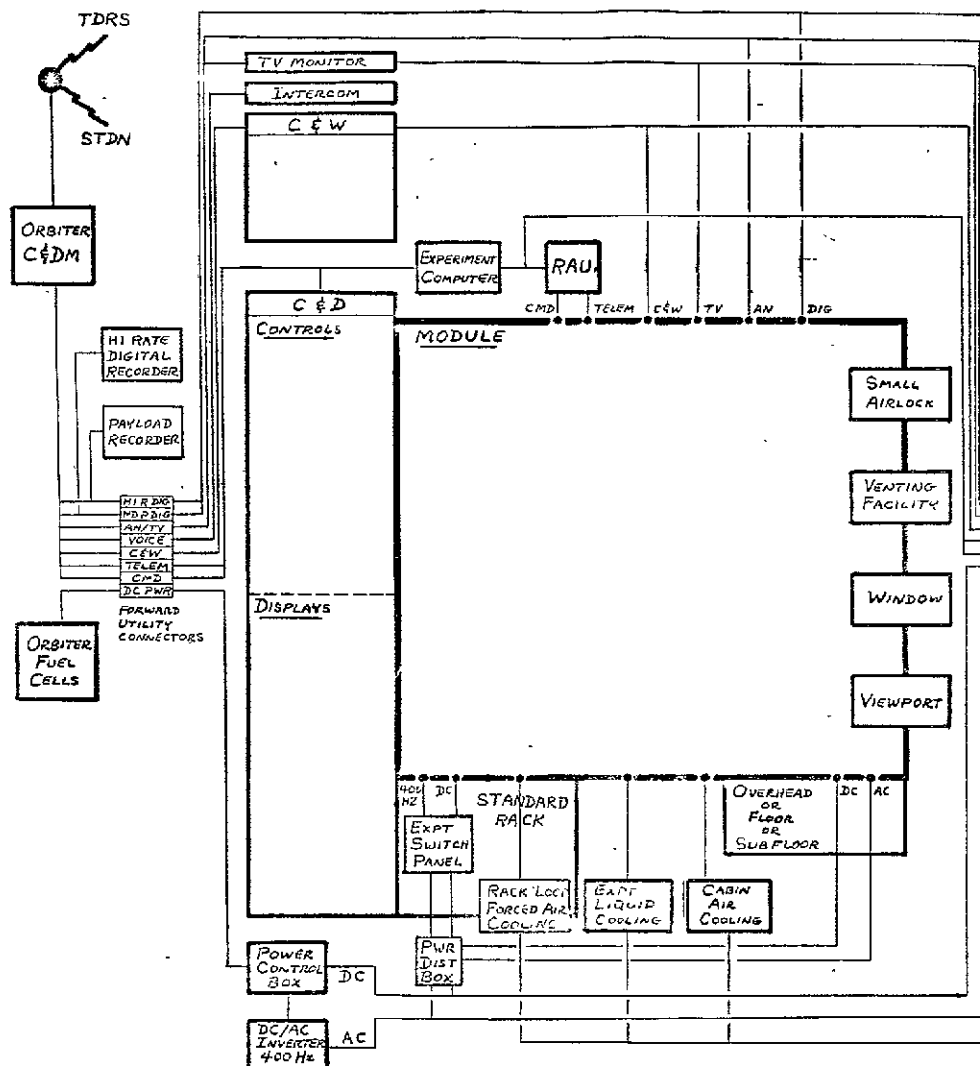 TDRS
STDN
ORBITER
C&DM
TV MONITOR
INTERCOM
C & W
EXPERIMENT
COMPUTER
RAU
CMD
TELEM
C&W
TV
AN
DIG
C & D
CONTROLS
MODULE
HI RATE
DIGITAL
RECORDER
PAYLOAD
RECORDER
SMALL
AIRLOCK
VENTING
FACILITY
WINDOW
VIEWPORT
HI R DIG
MDPDIG
AN/TV
VOICE
C&W
TELEM
CMD
DC PWR
FORWARD
UTILITY
CONNECTORS
ORBITER
FUEL
CELLS
DISPLAYS
400
HZ
DC
STANDARD
RACK
EXPT
SWITCH
PANEL
OVERHEAD
OR
FLOOR
OR
SUBFLOOR
DC
AC
RACK LOCI
FORCED AIR
COOLING
EXPT
LIQUID
COOLING
CABIN
AIR
COOLING
PWR
DIST
BOX
POWER
CONTROL
BOX
DC
DC/AC
INVERTER
400 HZ
AC